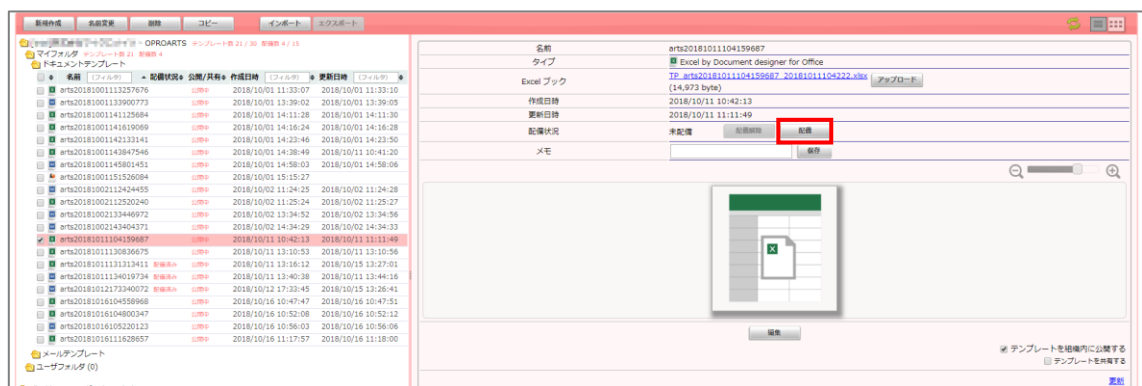 新規作成 名前変更 削除 コピー インポート エクスポート
- OPROARTS テンプレート数 21 / 30 配備数 4 / 15
マイフォルダ テンプレート数 21 配備数 4
ドキュメントテンプレート
名前 (フィルタ) 配備状況 公開/共有 作成日時 (フィルタ) 更新日時 (フィルタ)
arts20181001113257676 公開中 2018/10/01 11:33:07 2018/10/01 11:33:10
arts20181001133900773 公開中 2018/10/01 13:39:02 2018/10/01 13:39:05
arts20181001141125684 公開中 2018/10/01 14:11:28 2018/10/01 14:11:30
arts20181001141619069 公開中 2018/10/01 14:16:24 2018/10/01 14:16:28
arts20181001142133141 公開中 2018/10/01 14:23:46 2018/10/01 14:23:50
arts20181001143847546 公開中 2018/10/01 14:38:49 2018/10/11 10:41:20
arts20181001145801451 公開中 2018/10/01 14:58:03 2018/10/01 14:58:06
arts20181001151526084 公開中 2018/10/01 15:15:27
arts20181002112424455 公開中 2018/10/02 11:24:25 2018/10/02 11:24:28
arts20181002112520240 公開中 2018/10/02 11:25:24 2018/10/02 11:25:27
arts20181002133446972 公開中 2018/10/02 13:34:52 2018/10/02 13:34:56
arts20181002143404371 公開中 2018/10/02 14:34:29 2018/10/02 14:34:33
arts20181011104159687 公開中 2018/10/11 10:42:13 2018/10/11 11:11:49
arts20181011130836675 公開中 2018/10/11 13:10:53 2018/10/11 13:10:56
arts20181011131313411 配備済み 公開中 2018/10/11 13:16:12 2018/10/15 13:27:01
arts20181011134019734 配備済み 公開中 2018/10/11 13:40:38 2018/10/11 13:44:16
arts20181012173340072 配備済み 公開中 2018/10/12 17:33:45 2018/10/15 13:26:41
arts20181016104558968 公開中 2018/10/16 10:47:47 2018/10/16 10:47:51
arts20181016104800347 公開中 2018/10/16 10:52:08 2018/10/16 10:52:12
arts20181016105220123 公開中 2018/10/16 10:56:03 2018/10/16 10:56:06
arts20181016111628657 公開中 2018/10/16 11:17:57 2018/10/16 11:18:00
メールテンプレート
ユーザフォルダ (0)
名前 arts20181011104159687
タイプ Excel by Document designer for Office
Excel ブック TP_arts20181011104159687_20181011104222.xlsx アップロード
(14,973 byte)
作成日時 2018/10/11 10:42:13
更新日時 2018/10/11 11:11:49
配備状況 未配備 配備解除 配備
メモ 保存
編集
テンプレートを組織内に公開する
テンプレートを共有する
更新